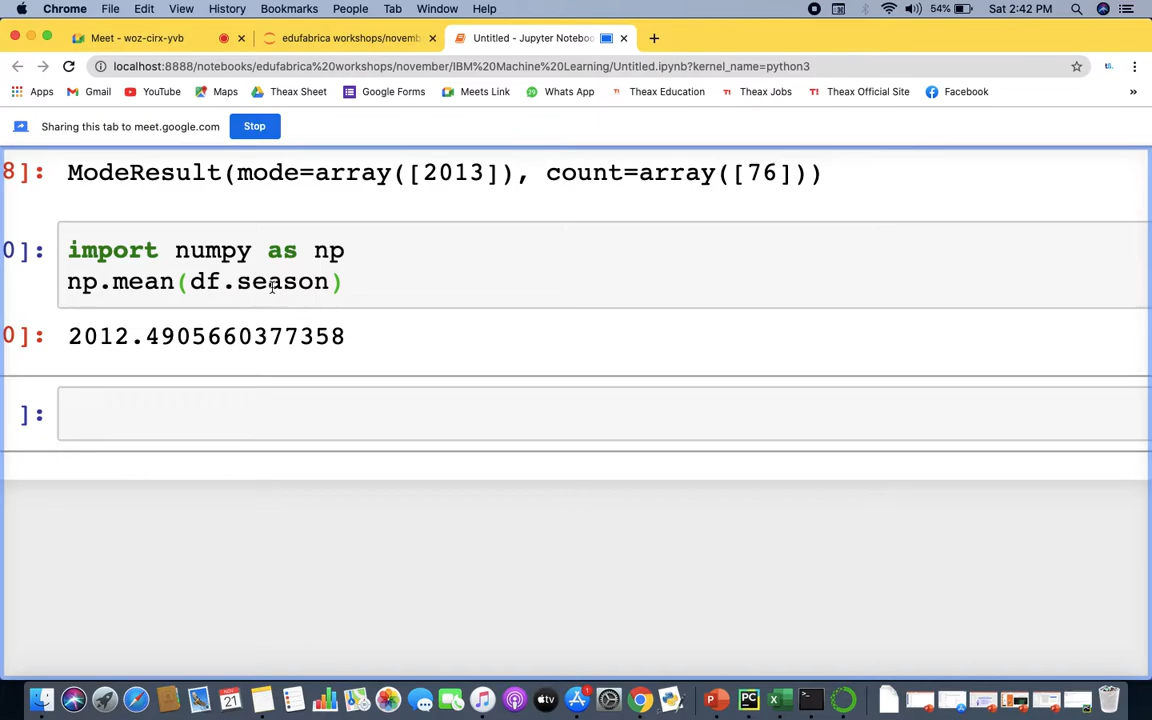 Chrome File Edit View History Bookmarks People Tab Window Help 54% Sat 2:42 PM
Meet - woz-cirx-yvb edufabrica workshops/novemb Untitled - Jupyter Noteboo
localhost:8888/notebooks/edufabrica%20workshops/november/IBM%20Machine%20Learning/Untitled.ipynb?kernel_name=python3
Apps Gmail YouTube Maps Theax Sheet Google Forms Meets Link Whats App Theax Education Theax Jobs Theax Official Site Facebook »
Sharing this tab to meet.google.com Stop
8]: ModeResult(mode=array([2013]), count=array([76]))
0]: import numpy as np
np.mean(df.season)
0]: 2012.4905660377358
]: